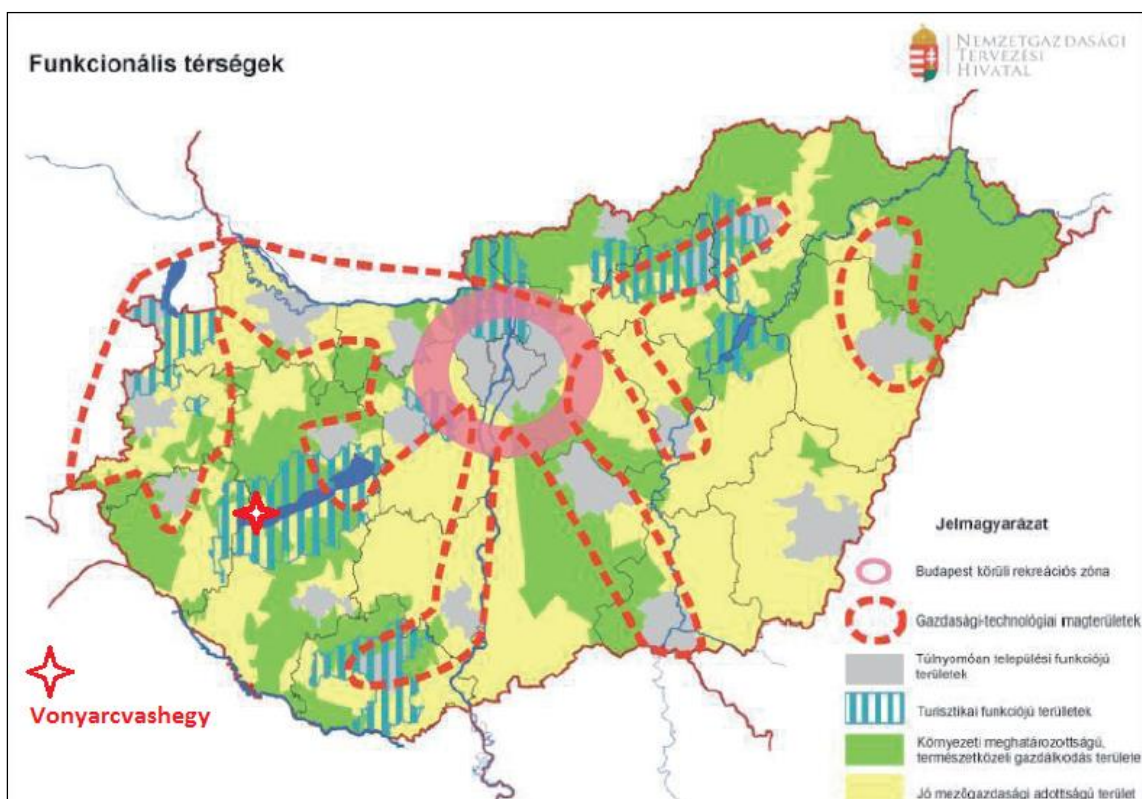 Funkcionális térségek
NEMZETGAZDASÁGI
TERVEZÉSI
HIVATAL
Jelmagyarázat
Budapest körüli rekreációs zóna
Gazdasági-technológiai magterületek
Túlnyomóan települési funkciójú
területek
Turisztikai funkciójú területek
Környezeti meghatározottságú,
természetközeli gazdálkodás területe
Jó mezőgazdasági adottságú terület
Vonyarcvashegy